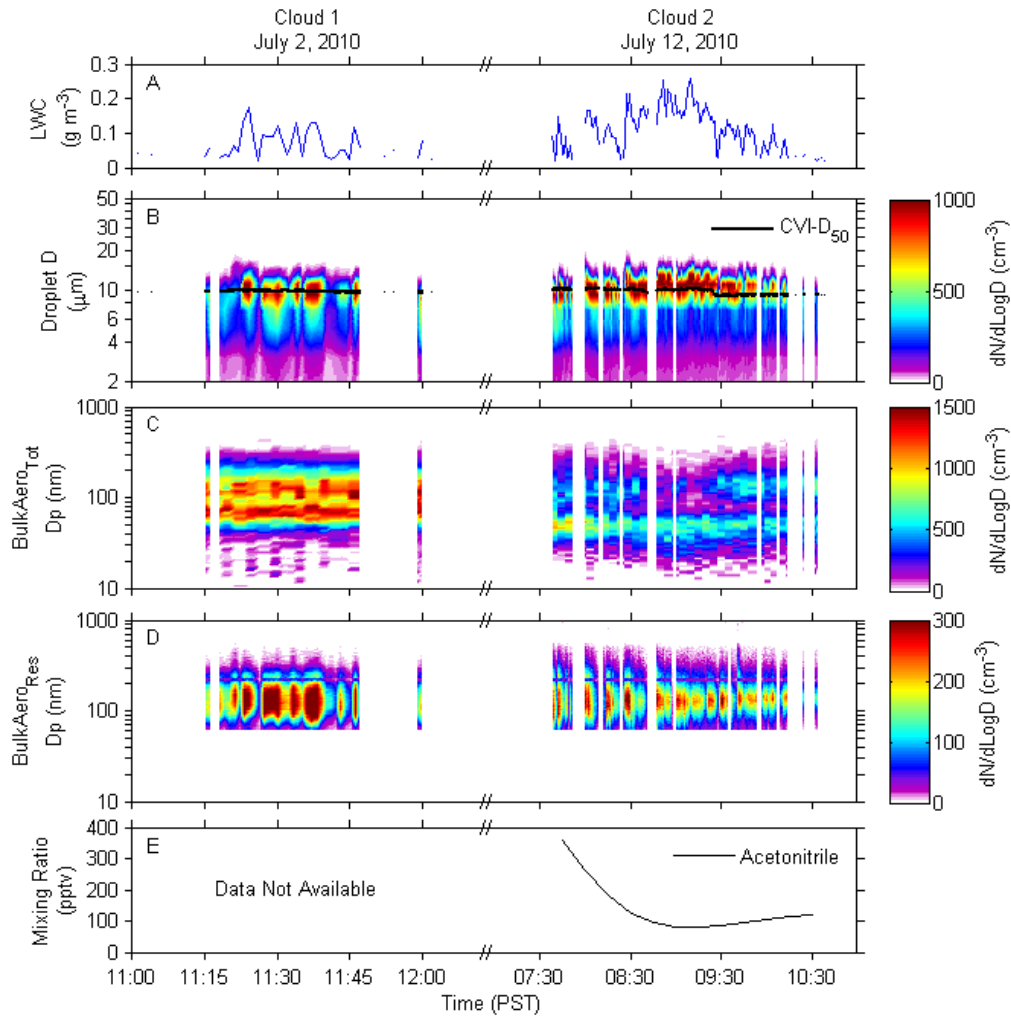 Cloud 1
July 2, 2010
Cloud 2
July 12, 2010
A
LWC
(g m-3)
0.3
0.2
0.1
0
B
Droplet D
(μm)
50
30
20
10
6
4
2
CVI-D50
1000
500
0
dN/dLogD (cm-3)
C
BulkAeroTot
Dp (nm)
1000
100
10
1500
1000
500
0
dN/dLogD (cm-3)
D
BulkAeroRes
Dp (nm)
1000
100
10
300
200
100
0
dN/dLogD (cm-3)
E
Mixing Ratio
(pptv)
400
300
200
100
0
Data Not Available
Acetonitrile
11:00 11:15 11:30 11:45 12:00 // 07:30 08:30 09:30 10:30
Time (PST)